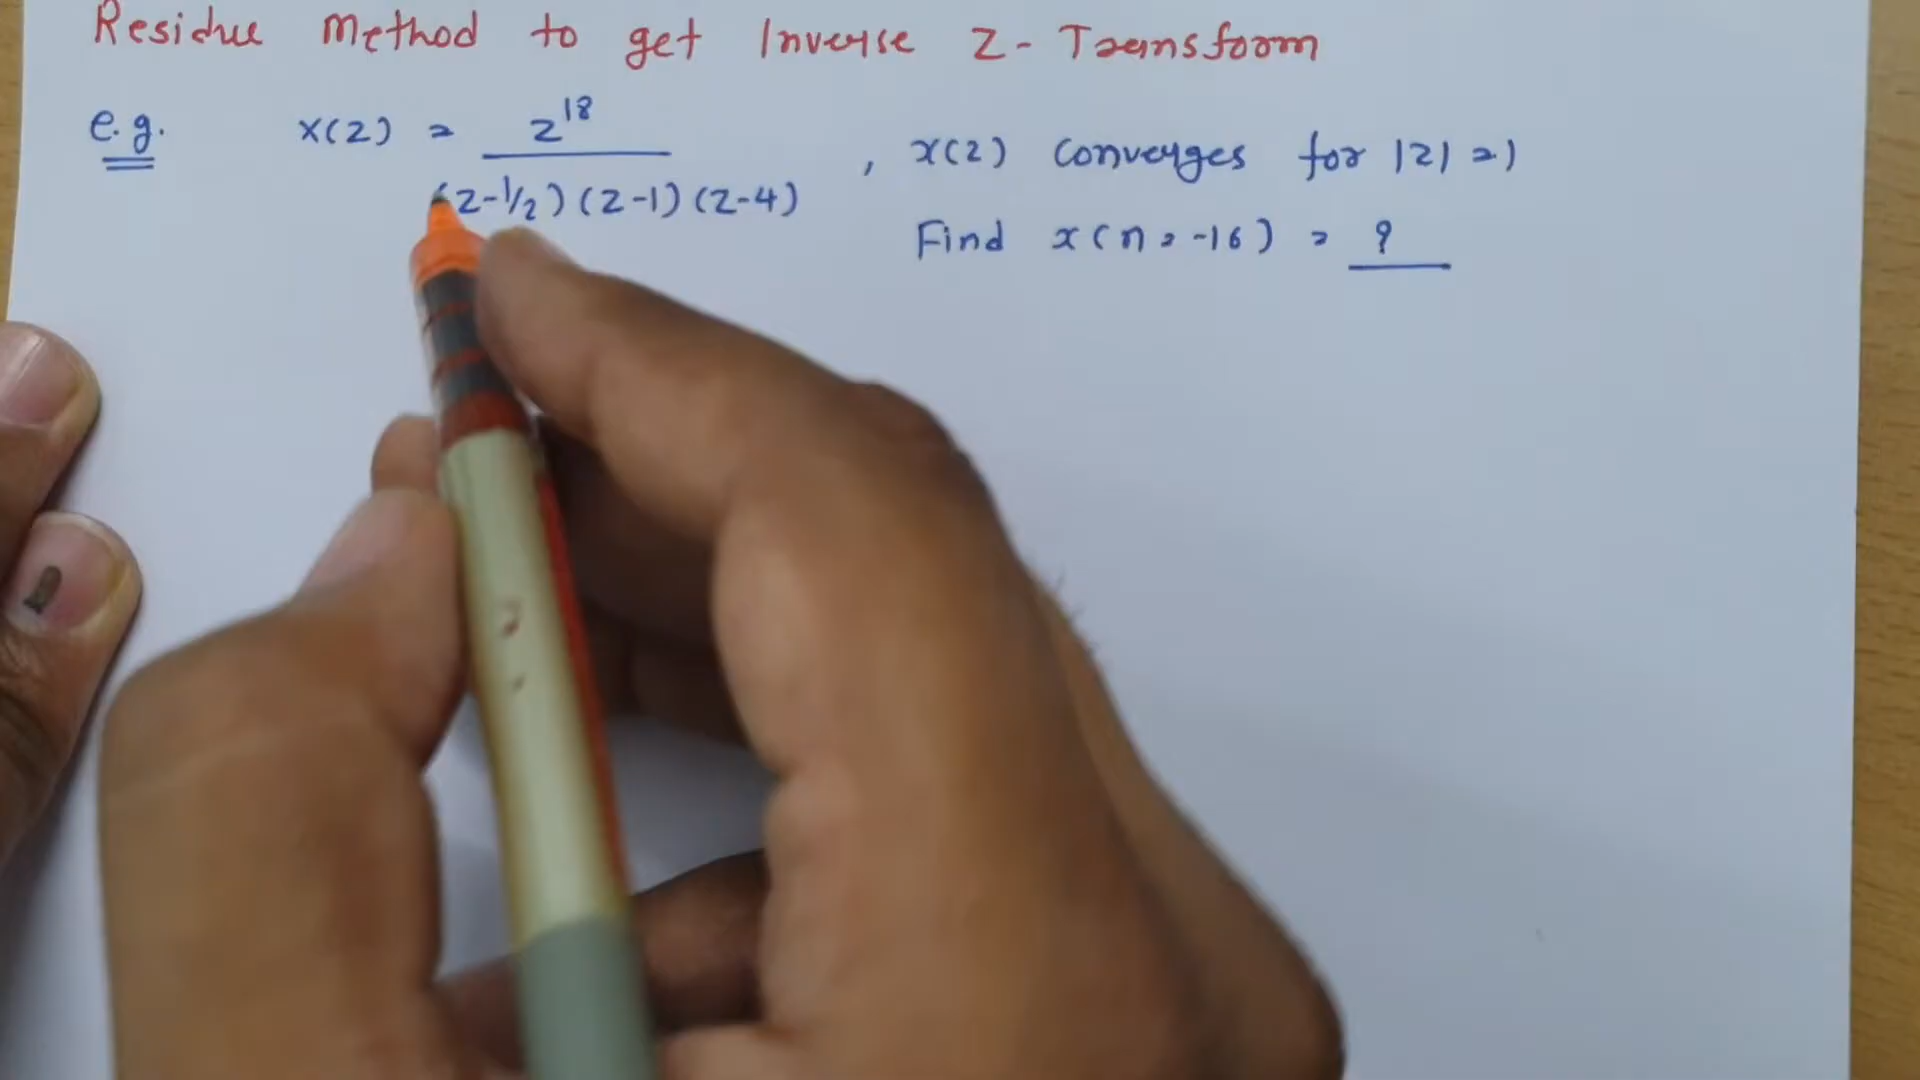 Residue Method to get Inverse Z-Transform
e.g. x(z) = z^18 / (z-1/2)(z-1)(z-4) , x(z) converges for |z|=1
Find x(n=-16) = ?